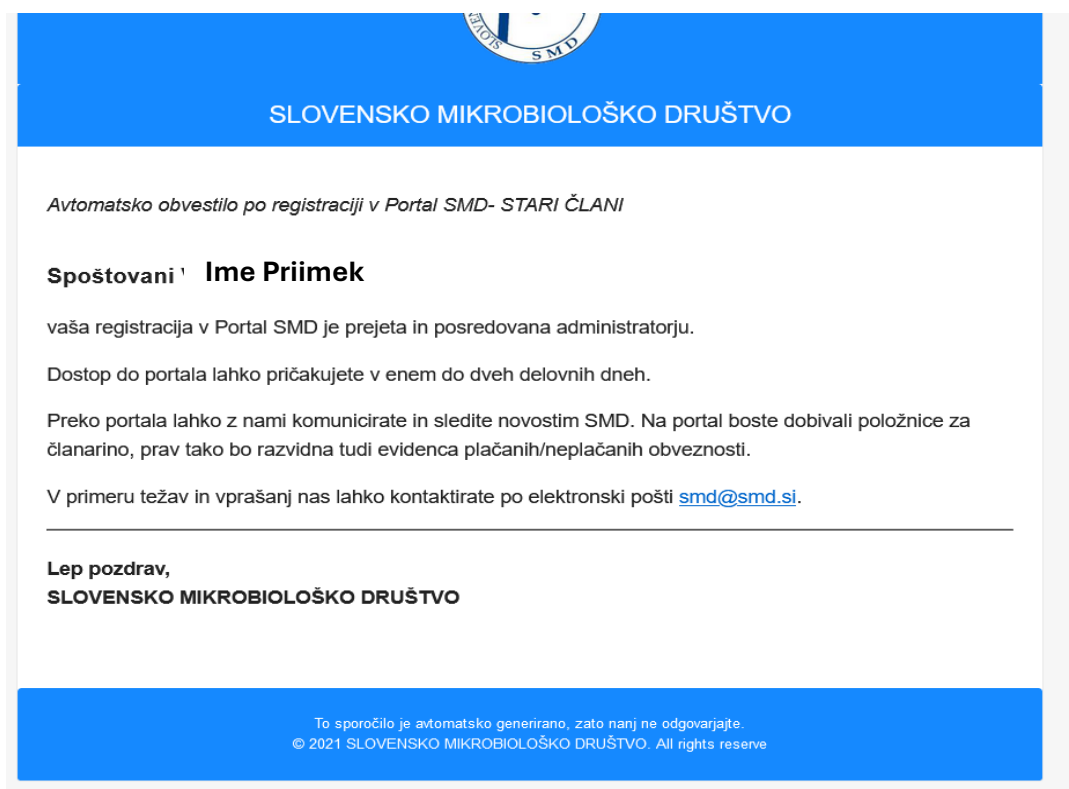 SMD
SLOVENSKO MIKROBIOLOŠKO DRUŠTVO
Avtomatsko obvestilo po registraciji v Portal SMD- STARI ČLANI
Spoštovani Ime Priimek
vaša registracija v Portal SMD je prejeta in posredovana administratorju.
Dostop do portala lahko pričakujete v enem do dveh delovnih dneh.
Preko portala lahko z nami komunicirate in sledite novostim SMD. Na portal boste dobivali položnice za
članarino, prav tako bo razvidna tudi evidenca plačanih/neplačanih obveznosti.
V primeru težav in vprašanj nas lahko kontaktirate po elektronski pošti smd@smd.si.
Lep pozdrav,
SLOVENSKO MIKROBIOLOŠKO DRUŠTVO
To sporočilo je avtomatsko generirano, zato nanj ne odgovarjajte.
© 2021 SLOVENSKO MIKROBIOLOŠKO DRUŠTVO. All rights reserve